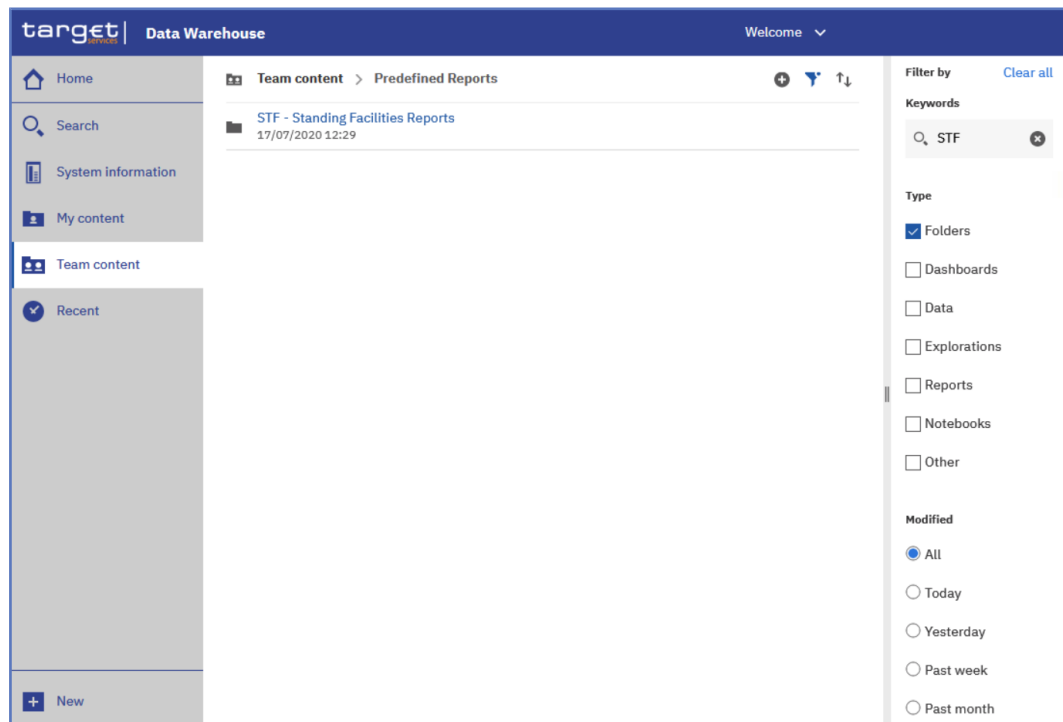 target services Data Warehouse Welcome
Home
Search
System information
My content
Team content
Recent
New
Team content > Predefined Reports
STF - Standing Facilities Reports
17/07/2020 12:29
Filter by Clear all
Keywords
STF
Type
Folders
Dashboards
Data
Explorations
Reports
Notebooks
Other
Modified
All
Today
Yesterday
Past week
Past month